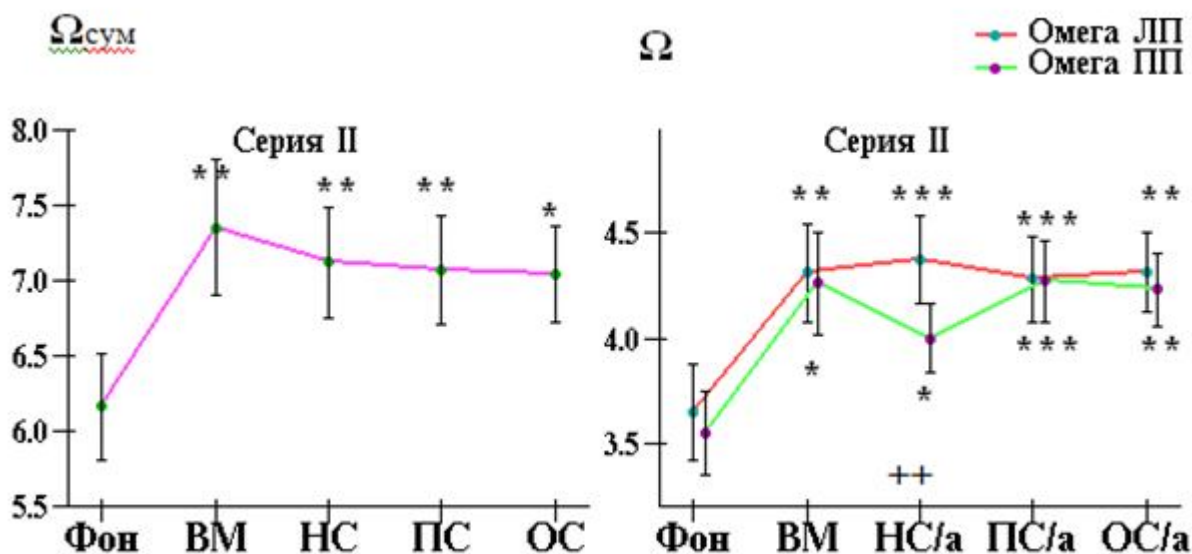 Ωсум
Серия II
8.0
7.5
7.0
6.5
6.0
5.5
**
**
**
*
Фон ВМ НС ПС ОС
Ω
Омега ЛП
Омега ПП
Серия II
4.5
4.0
3.5
** *** *** **
* * *** **
++
Фон ВМ НС/а ПС/а ОС/а